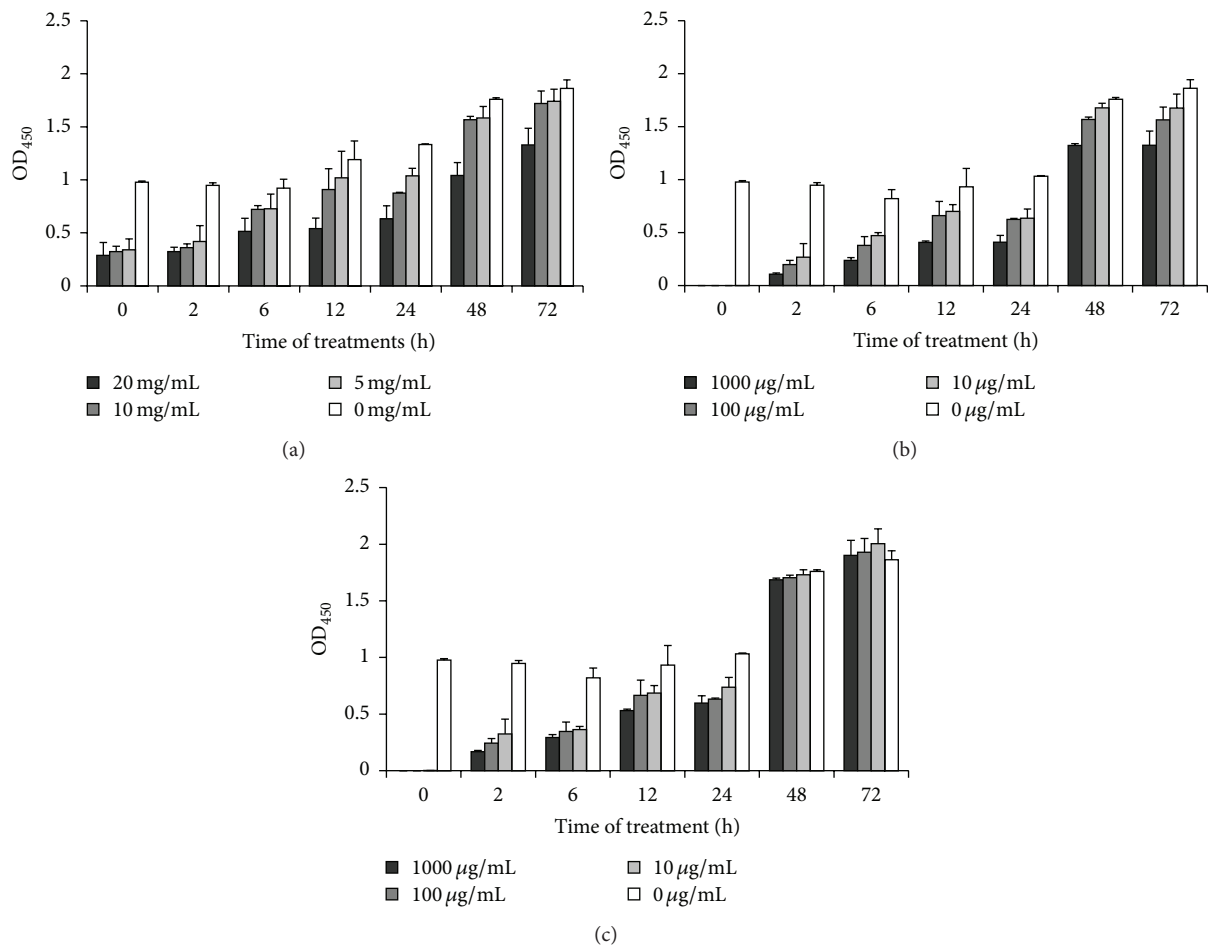 2.5
2
1.5
1
0.5
0
OD450
0 2 6 12 24 48 72
Time of treatments (h)
20 mg/mL 5 mg/mL
10 mg/mL 0 mg/mL
(a)
2.5
2
1.5
1
0.5
0
OD450
0 2 6 12 24 48 72
Time of treatment (h)
1000 μg/mL 10 μg/mL
100 μg/mL 0 μg/mL
(b)
2.5
2
1.5
1
0.5
0
OD450
0 2 6 12 24 48 72
Time of treatment (h)
1000 μg/mL 10 μg/mL
100 μg/mL 0 μg/mL
(c)